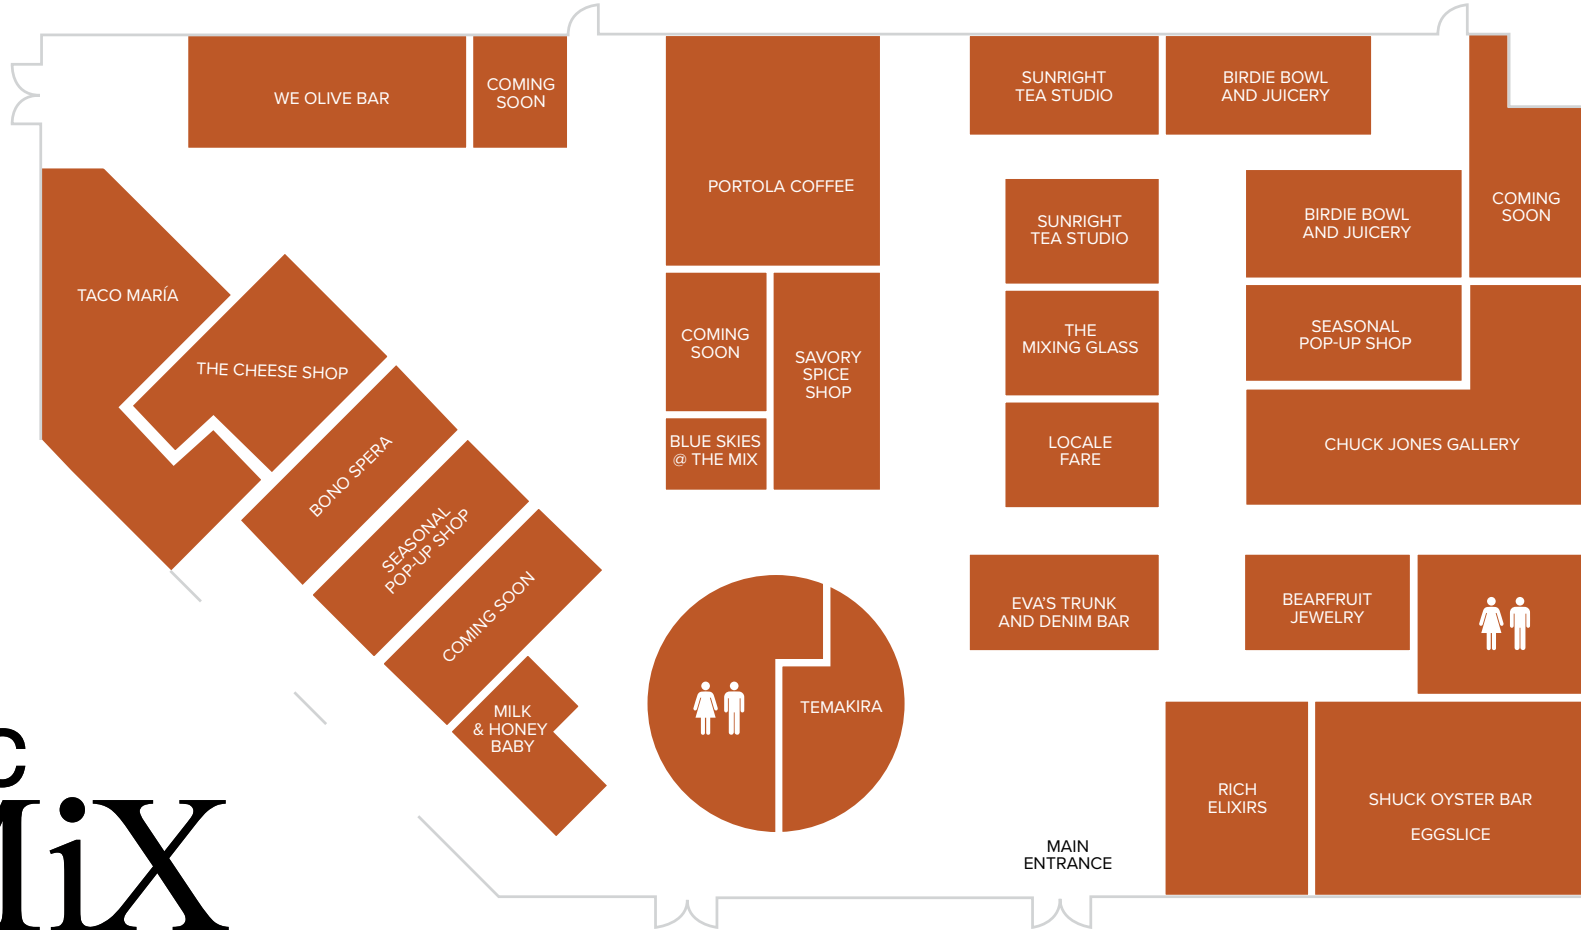 WE OLIVE BAR
COMING
SOON
PORTOLA COFFEE
SUNRIGHT
TEA STUDIO
BIRDIE BOWL
AND JUICERY
COMING
SOON
TACO MARÍA
THE CHEESE SHOP
BONO SPERA
SEASONAL
POP-UP SHOP
COMING SOON
MILK
& HONEY
BABY
COMING
SOON
SAVORY
SPICE
SHOP
BLUE SKIES
@ THE MIX
SUNRIGHT
TEA STUDIO
THE
MIXING GLASS
LOCALE
FARE
BIRDIE BOWL
AND JUICERY
SEASONAL
POP-UP SHOP
CHUCK JONES GALLERY
EVA'S TRUNK
AND DENIM BAR
BEARFRUIT
JEWELRY
TEMAKIRA
RICH
ELIXIRS
SHUCK OYSTER BAR
EGGSLICE
MAIN
ENTRANCE
C
MiX